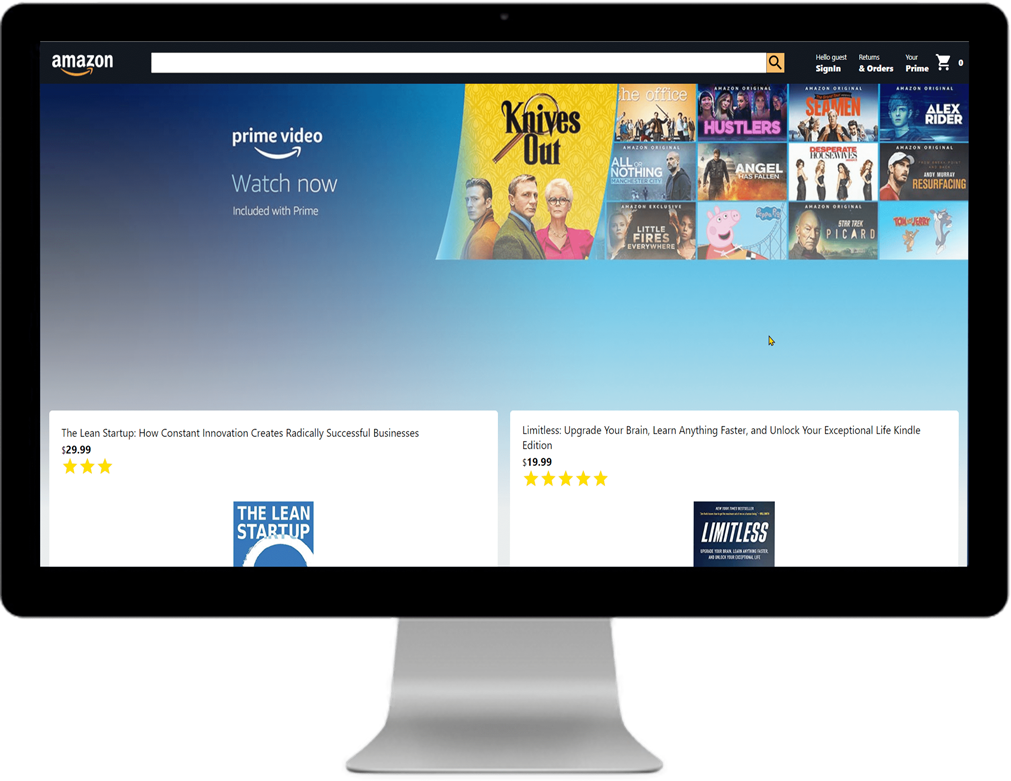 amazon
Hello guest
SignIn
Returns
& Orders
Your
Prime
0
prime video
Watch now
Included with Prime
Knives
Out
he office
AMAZON ORIGINAL
HUSTLERS
AMAZON ORIGINAL
SEAMEN
AMAZON ORIGINAL
ALEX
RIDER
AMAZON ORIGINAL
ALL OR
NOTHING
MANCHESTER CITY
ANGEL
HAS FALLEN
DESPERATE
HOUSEWIVES
AMAZON ORIGINAL
ANDY MURRAY
RESURFACING
AMAZON EXCLUSIVE
LITTLE
FIRES
EVERYWHERE
Peppa Pig
AMAZON ORIGINAL
STAR TREK
PICARD
TOM AND JERRY
The Lean Startup: How Constant Innovation Creates Radically Successful Businesses
$29.99
Limitless: Upgrade Your Brain, Learn Anything Faster, and Unlock Your Exceptional Life Kindle
Edition
$19.99
THE LEAN
STARTUP
NEW YORK TIMES BESTSELLER
LIMITLESS
UPGRADE YOUR BRAIN, LEARN ANYTHING FASTER,
AND UNLOCK YOUR EXCEPTIONAL LIFE